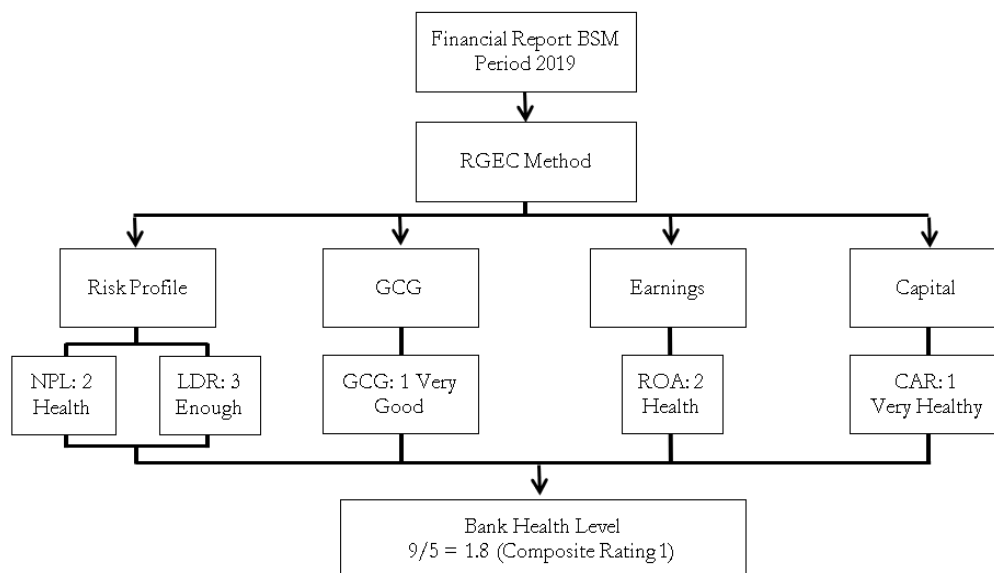 Financial Report BSM
Period 2019
RGEC Method
Risk Profile
GCG
Earnings
Capital
NPL: 2
Health
LDR: 3
Enough
GCG: 1 Very
Good
ROA: 2
Health
CAR: 1
Very Healthy
Bank Health Level
9/5 = 1.8 (Composite Rating 1)